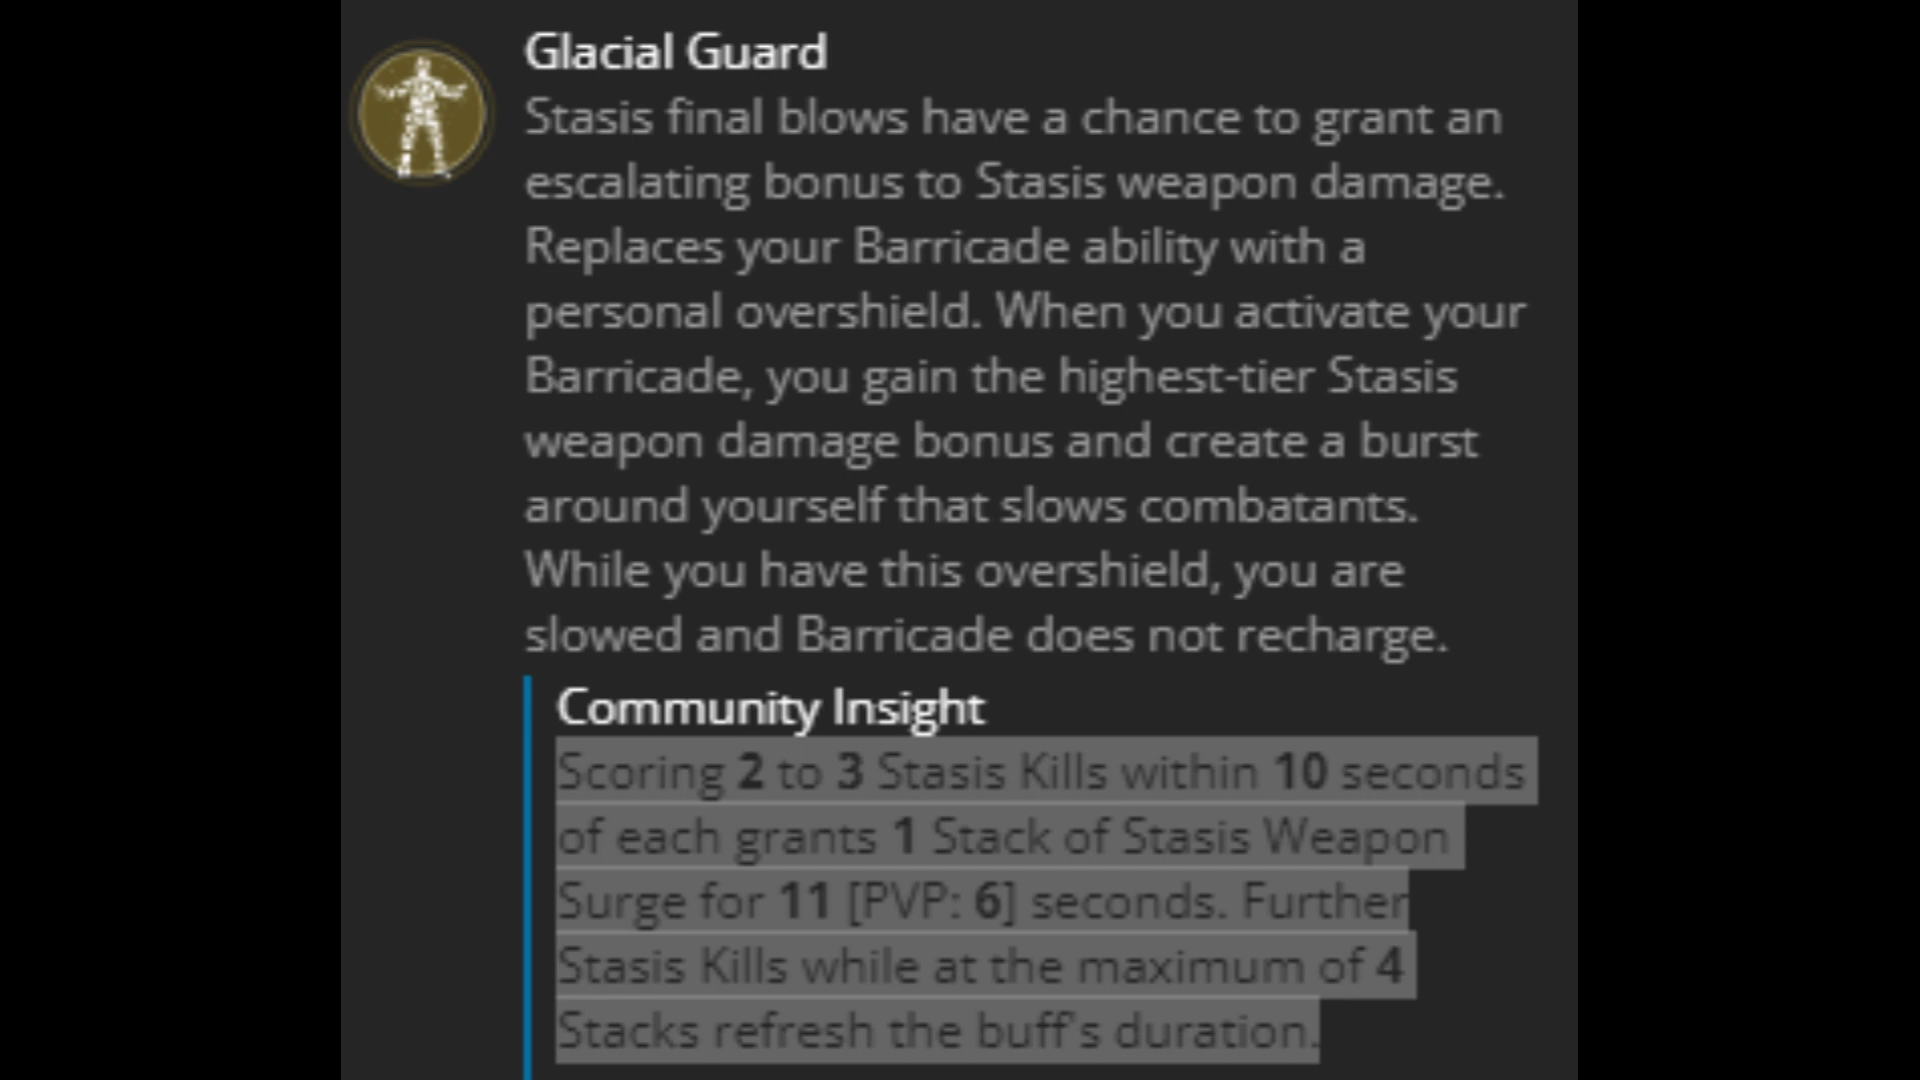 Glacial Guard
Stasis final blows have a chance to grant an
escalating bonus to Stasis weapon damage.
Replaces your Barricade ability with a
personal overshield. When you activate your
Barricade, you gain the highest-tier Stasis
weapon damage bonus and create a burst
around yourself that slows combatants.
While you have this overshield, you are
slowed and Barricade does not recharge.
Community Insight
Scoring 2 to 3 Stasis Kills within 10 seconds
of each grants 1 Stack of Stasis Weapon
Surge for 11 [PVP: 6] seconds. Further
Stasis Kills while at the maximum of 4
Stacks refresh the buff's duration.